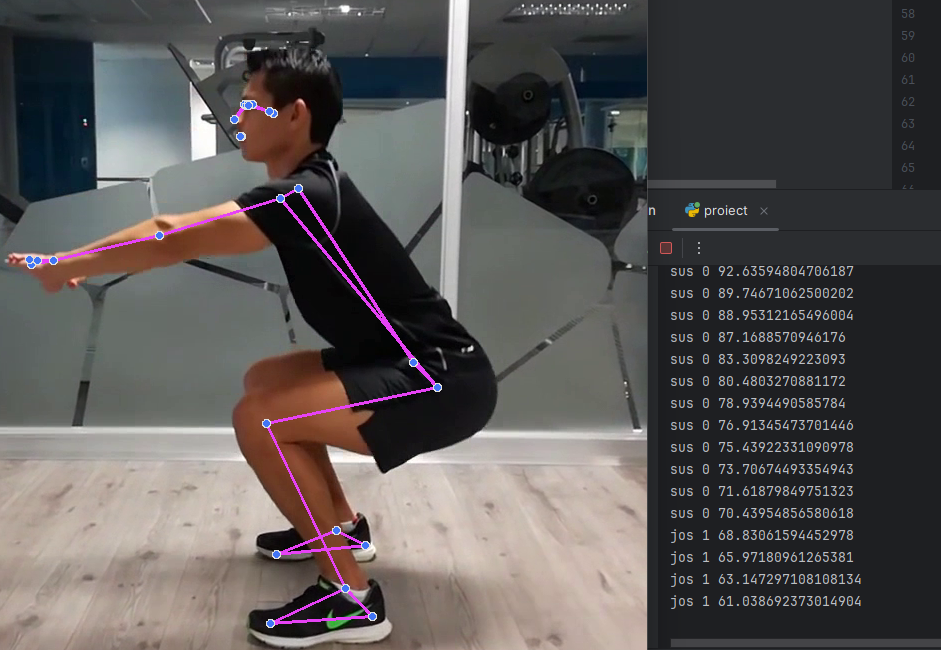 58
59
60
61
62
63
64
65
n
proiect
sus 0 92.63594804706187
sus 0 89.74671062500202
sus 0 88.95312165496004
sus 0 87.1688570946176
sus 0 83.3098249223093
sus 0 80.4803270881172
sus 0 78.9394490585784
sus 0 76.91345473701446
sus 0 75.43922331090978
sus 0 73.70674493354943
sus 0 71.61879849751323
sus 0 70.43954856580618
jos 1 68.83061594452978
jos 1 65.97180961265381
jos 1 63.147297108108134
jos 1 61.038692373014904